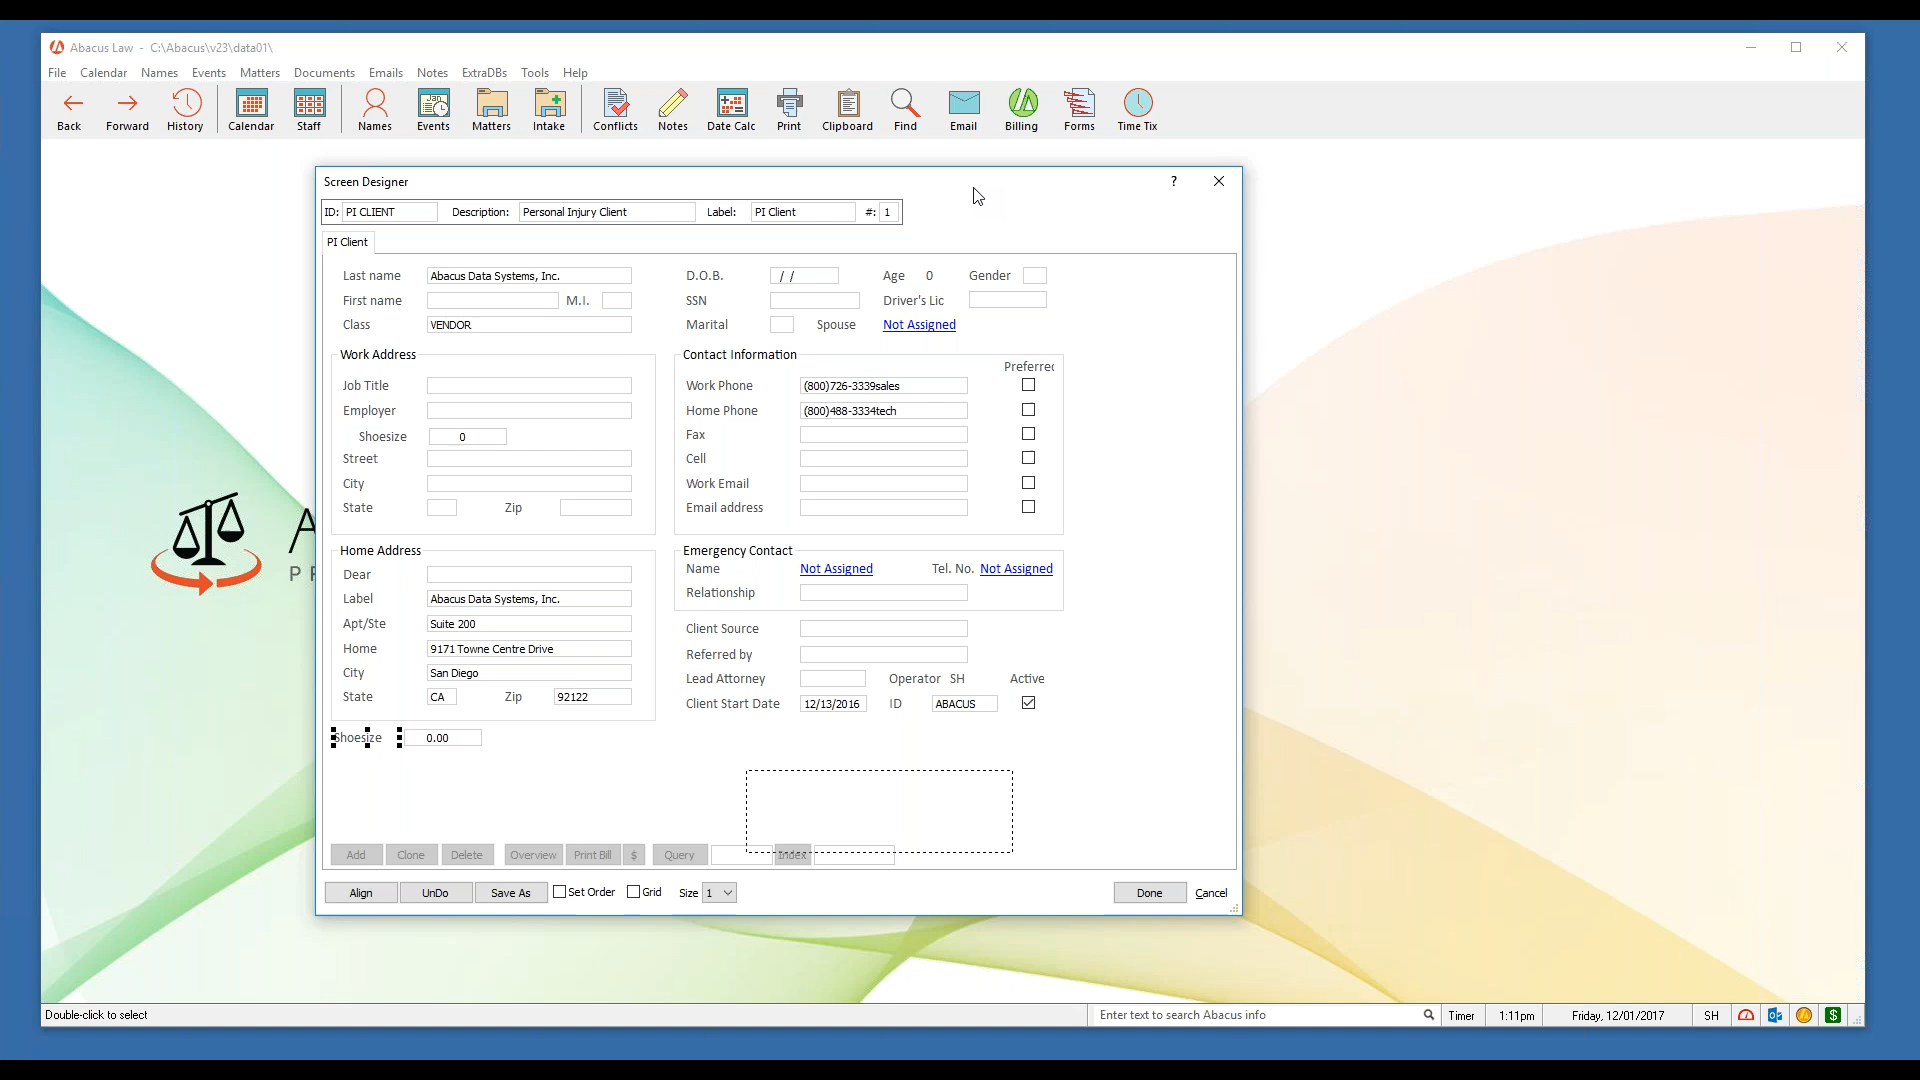 Abacus Law - C:\Abacus\v23\data01\
File Calendar Names Events Matters Documents Emails Notes ExtraDBs Tools Help
Back Forward History Calendar Staff Names Events Matters Intake Conflicts Notes Date Calc Print Clipboard Find Email Billing Forms Time Tix
Screen Designer ?
ID: PI CLIENT Description: Personal Injury Client Label: PI Client #: 1
PI Client
Last name Abacus Data Systems, Inc. D.O.B. / / Age 0 Gender
First name M.I. SSN Driver's Lic
Class VENDOR Marital Spouse Not Assigned
Work Address Contact Information
Preferred
Job Title Work Phone (800)726-3339sales
Employer Home Phone (800)488-3334tech
Shoesize 0 Fax
Street Cell
City Work Email
State Zip Email address
Home Address Emergency Contact
Dear Name Not Assigned Tel. No. Not Assigned
Label Abacus Data Systems, Inc. Relationship
Apt/Ste Suite 200 Client Source
Home 9171 Towne Centre Drive Referred by
City San Diego Lead Attorney Operator SH Active
State CA Zip 92122 Client Start Date 12/13/2016 ID ABACUS
Shoesize 0.00
Add Clone Delete Overview Print Bill $ Query Index
Align UnDo Save As Set Order Grid Size 1 Done Cancel
A
PR
Double-click to select Enter text to search Abacus info Timer 1:11pm Friday, 12/01/2017 SH